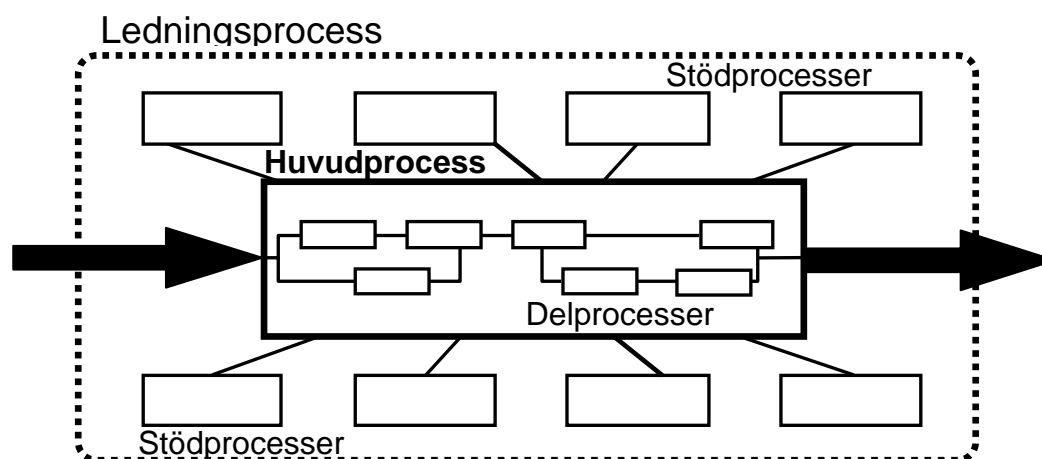 Ledningsprocess
Stödprocesser
Huvudprocess
Delprocesser
Stödprocesser